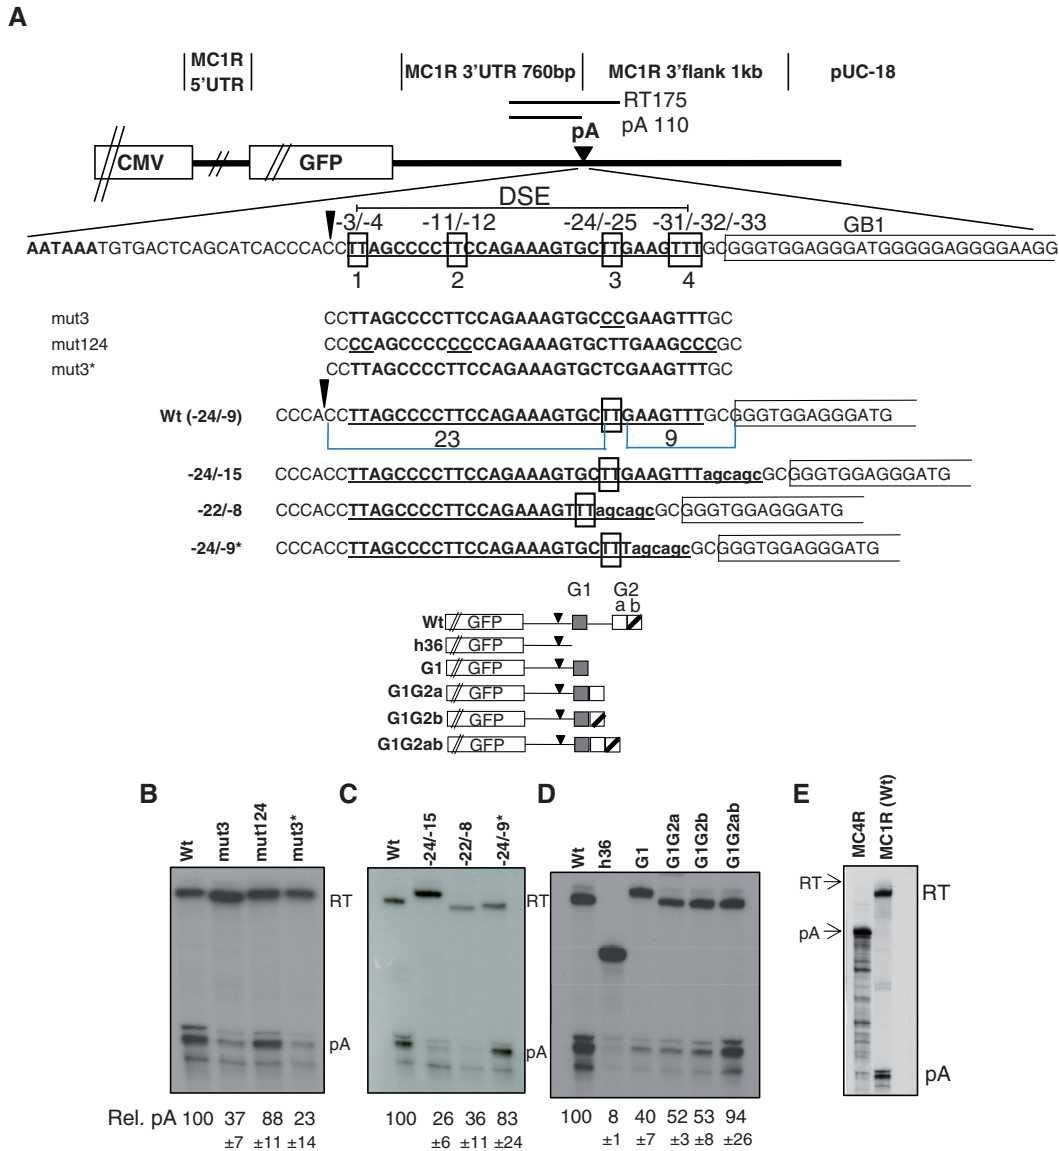 A
MC1R
5'UTR
MC1R 3'UTR 760bp
MC1R 3'flank 1kb
pUC-18
RT175
pA 110
pA
CMV
GFP
DSE
-3/-4 -11/-12 -24/-25 -31/-32/-33
GB1
AATAAATGTGACTCAGCATCACCCACCTTAGCCCCTTCCAGAAAGTGCTTGAAGTTTGCGGGTGGAGGGATGGGGGAGGGGAAGG
1 2 3 4
mut3 CCTTAGCCCCTTCCAGAAAGTGCCCGAAGTTTGC
mut124 CCCCAGCCCCCCCCAGAAAGTGCTTGAAGCCCGC
mut3* CCTTAGCCCCTTCCAGAAAGTGCTCGAAGTTTGC
Wt (-24/-9) CCCACCTTAGCCCCTTCCAGAAAGTGCTTGAAGTTTGCGGGTGGAGGGATG
23 9
-24/-15 CCCACCTTAGCCCCTTCCAGAAAGTGCTTGAAGTTTagcagcGCGGGTGGAGGGATG
-22/-8 CCCACCTTAGCCCCTTCCAGAAAGTTTagcagcGCGGGTGGAGGGATG
-24/-9* CCCACCTTAGCCCCTTCCAGAAAGTGCTTTagcagcGCGGGTGGAGGGATG
G1 G2
a b
Wt GFP
h36 GFP
G1 GFP
G1G2a GFP
G1G2b GFP
G1G2ab GFP
B
Wt mut3 mut124 mut3*
RT
pA
Rel. pA 100 37 88 23
±7 ±11 ±14
C
Wt -24/-15 -22/-8 -24/-9*
RT
pA
100 26 36 83
±6 ±11 ±24
D
Wt h36 G1 G1G2a G1G2b G1G2ab
100 8 40 52 53 94
±1 ±7 ±3 ±8 ±26
E
MC4R MC1R (Wt)
RT
pA
RT
pA